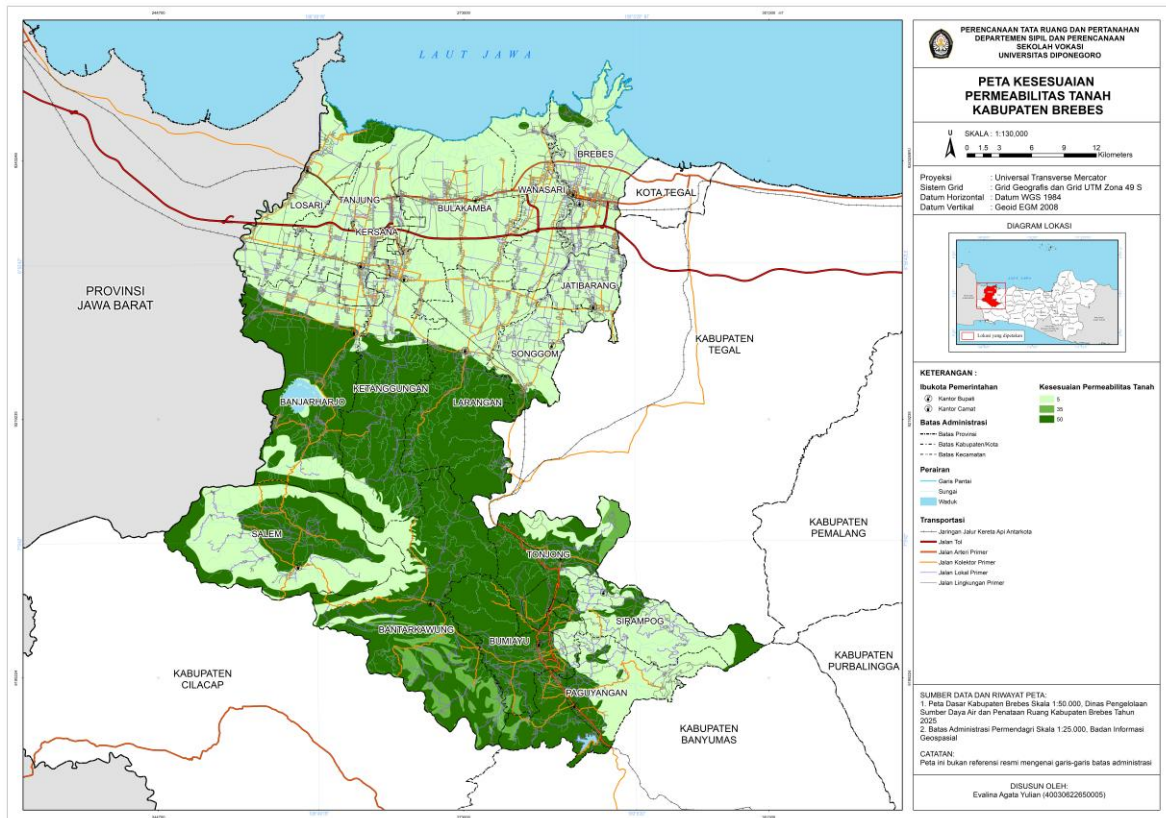 LAUT JAWA
BREBES
WANASARI
KOTA TEGAL
TANJUNG
LOSARI
BULAKAMBA
KERSANA
PROVINSI
JAWA BARAT
JATIBARANG
KABUPATEN
TEGAL
SONGGOM
KETANGGUNGAN
BANJARHARJO
LARANGAN
SALEM
TONJONG
KABUPATEN
PEMALANG
SIRAMPOG
BANTARKAWUNG
BUMIAYU
KABUPATEN
PURBALINGGA
KABUPATEN
CILACAP
PAGUYANGAN
KABUPATEN
BANYUMAS
PERENCANAAN TATA RUANG DAN PERTANAHAN
DEPARTEMEN SIPIL DAN PERENCANAAN
SEKOLAH VOKASI
UNIVERSITAS DIPONEGORO
PETA KESESUAIAN
PERMEABILITAS TANAH
KABUPATEN BREBES
U
SKALA : 1:130,000
0 1.5 3 6 9 12
Kilometers
Proyeksi : Universal Transverse Mercator
Sistem Grid : Grid Geografis dan Grid UTM Zona 49 S
Datum Horizontal : Datum WGS 1984
Datum Vertikal : Geoid EGM 2008
DIAGRAM LOKASI
Lokasi yang dipetakan
KETERANGAN :
Ibukota Pemerintahan
Kantor Bupati
Kantor Camat
Batas Administrasi
Batas Provinsi
Batas Kabupaten/Kota
Batas Kecamatan
Perairan
Garis Pantai
Sungai
Waduk
Transportasi
Jaringan Jalur Kereta Api Antarkota
Jalan Tol
Jalan Arteri Primer
Jalan Kolektor Primer
Jalan Lokal Primer
Jalan Lingkungan Primer
Kesesuaian Permeabilitas Tanah
5
35
50
SUMBER DATA DAN RIWAYAT PETA:
1. Peta Dasar Kabupaten Brebes Skala 1:50.000, Dinas Pengelolaan
Sumber Daya Air dan Penataan Ruang Kabupaten Brebes Tahun
2025
2. Batas Administrasi Permendagri Skala 1:25.000, Badan Informasi
Geospasial
CATATAN:
Peta ini bukan referensi resmi mengenai garis-garis batas administrasi
DISUSUN OLEH:
Evalina Agata Yulian (40030622650005)